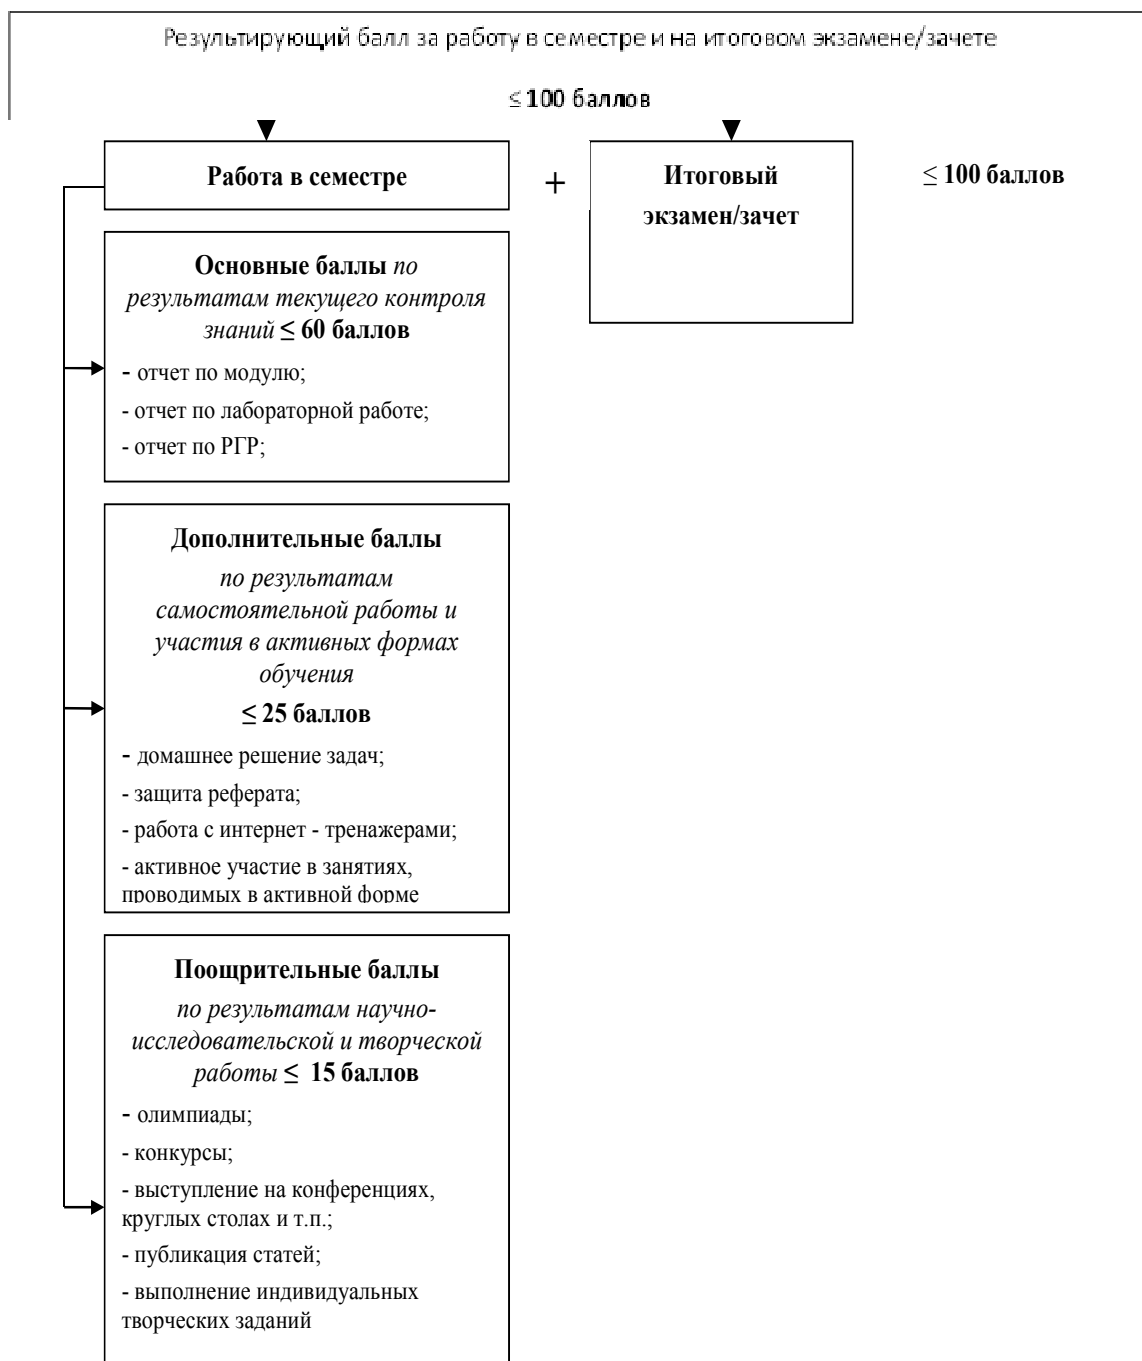 Результирующий балл за работу в семестре и на итоговом экзамене/зачете
≤ 100 баллов
Работа в семестре
+
Итоговый
экзамен/зачет
≤ 100 баллов
Основные баллы по
результатам текущего контроля
знаний ≤ 60 баллов
- отчет по модулю;
- отчет по лабораторной работе;
- отчет по РГР;
Дополнительные баллы
по результатам
самостоятельной работы и
участия в активных формах
обучения
≤ 25 баллов
- домашнее решение задач;
- защита реферата;
- работа с интернет - тренажерами;
- активное участие в занятиях,
проводимых в активной форме
Поощрительные баллы
по результатам научно-
исследовательской и творческой
работы ≤ 15 баллов
- олимпиады;
- конкурсы;
- выступление на конференциях,
круглых столах и т.п.;
- публикация статей;
- выполнение индивидуальных
творческих заданий